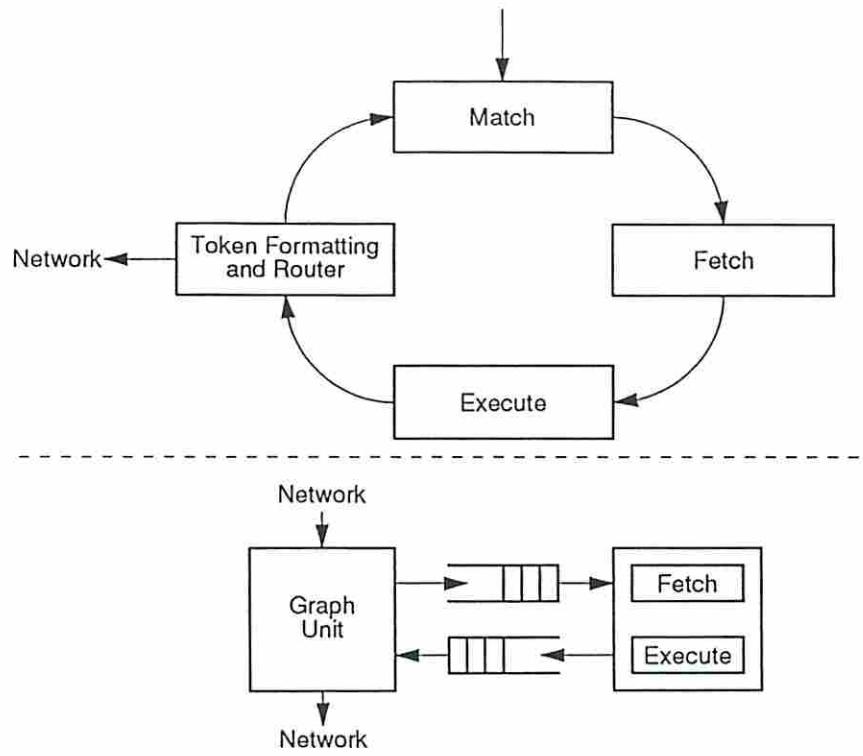 Match
Token Formatting
and Router
Network
Fetch
Execute
Network
Graph
Unit
Fetch
Execute
Network